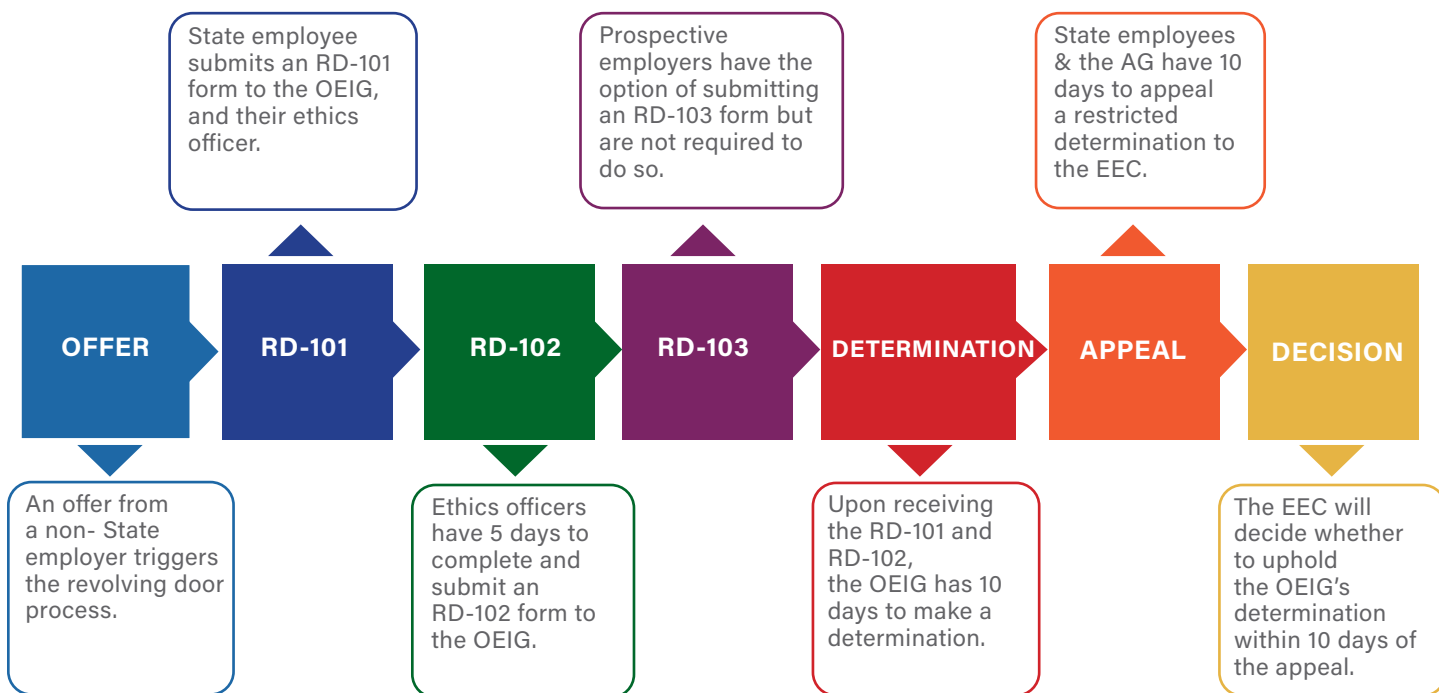 State employee
submits an RD-101
form to the OEIG,
and their ethics
officer.
Prospective
employers have the
option of submitting
an RD-103 form but
are not required to
do so.
State employees
& the AG have 10
days to appeal
a restricted
determination to
the EEC.
OFFER
RD-101
RD-102
RD-103
DETERMINATION
APPEAL
DECISION
An offer from
a non- State
employer triggers
the revolving door
process.
Ethics officers
have 5 days to
complete and
submit an
RD-102 form to
the OEIG.
Upon receiving
the RD-101 and
RD-102,
the OEIG has 10
days to make a
determination.
The EEC will
decide whether
to uphold
the OEIG's
determination
within 10 days of
the appeal.